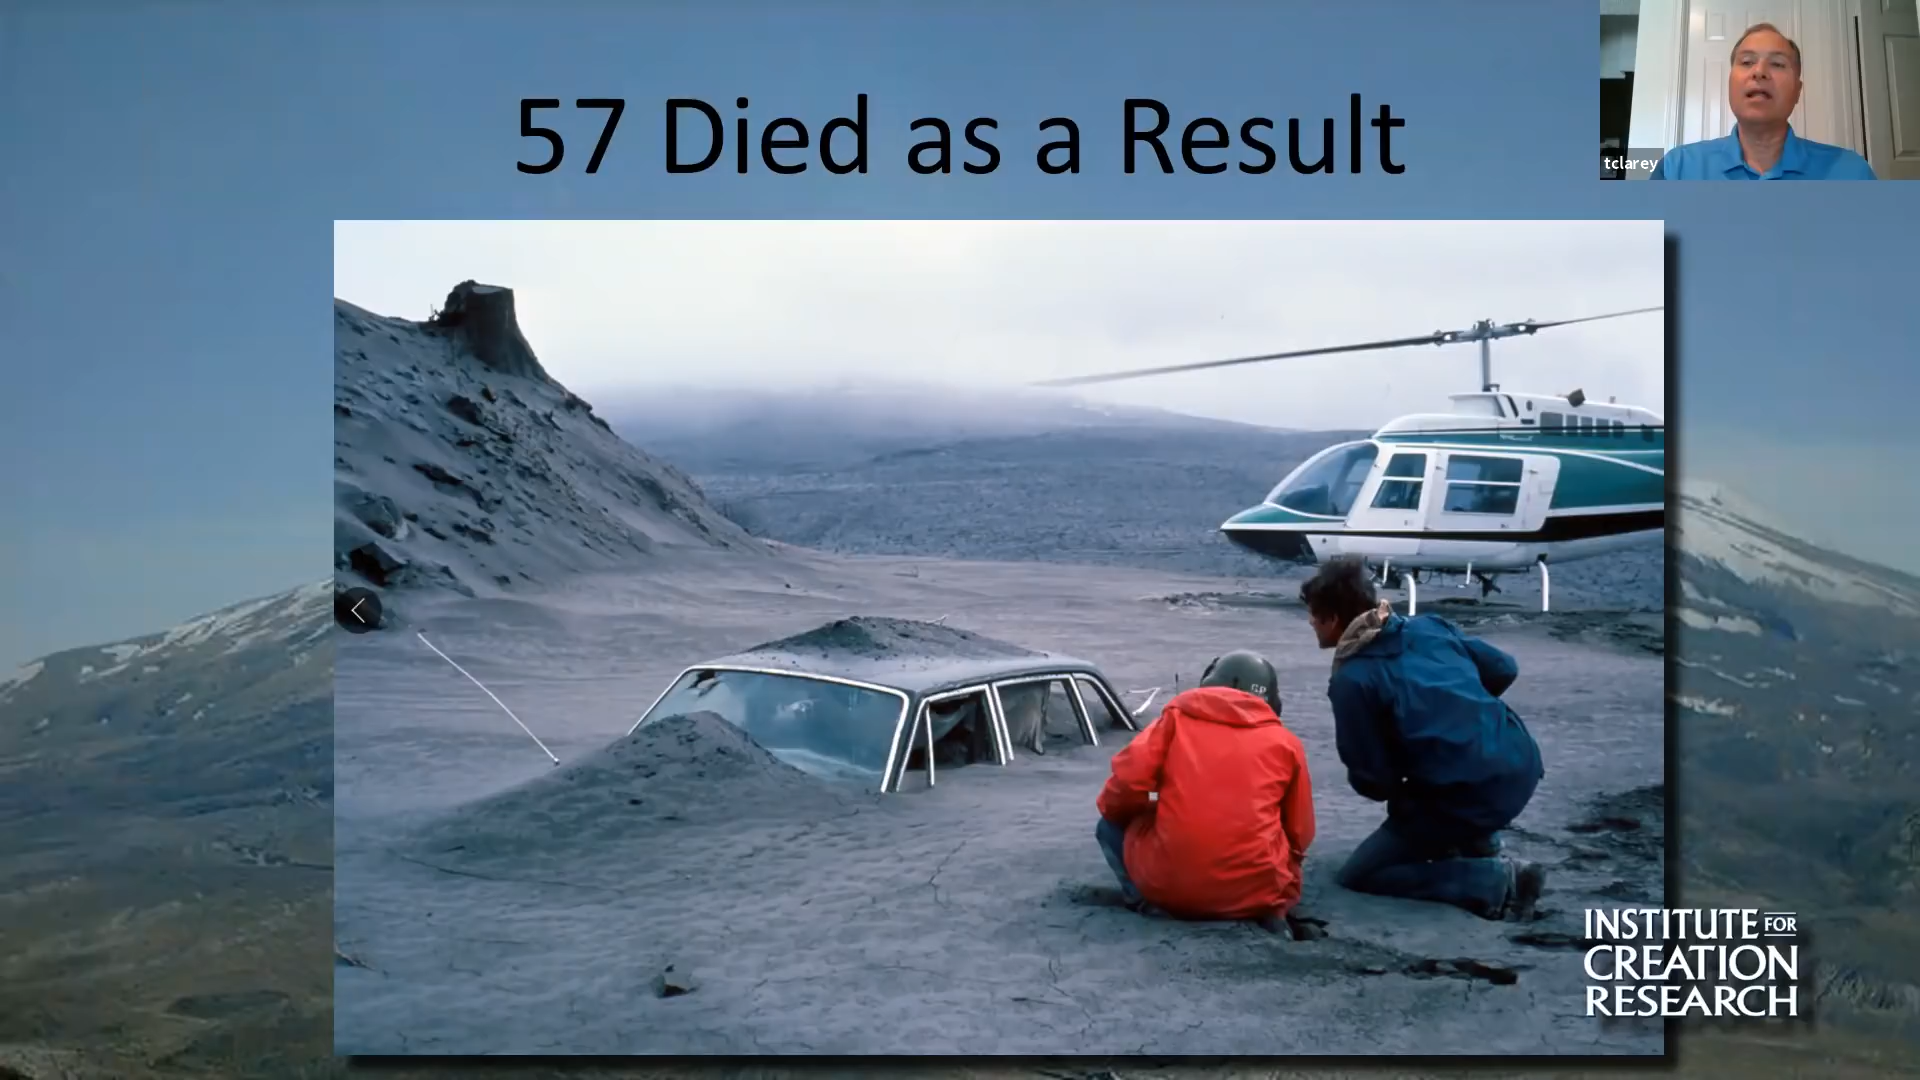 57 Died as a Result
tclarey
INSTITUTE FOR
CREATION
RESEARCH